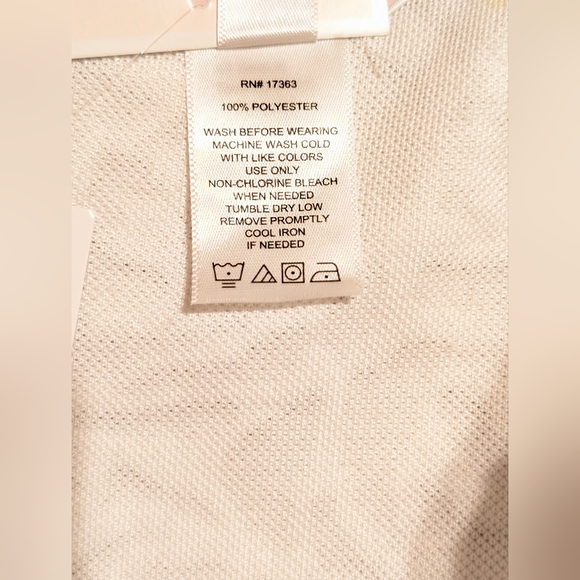 RN# 17363
100% POLYESTER
WASH BEFORE WEARING
MACHINE WASH COLD
WITH LIKE COLORS
USE ONLY
NON-CHLORINE BLEACH
WHEN NEEDED
TUMBLE DRY LOW
REMOVE PROMPTLY
COOL IRON
IF NEEDED